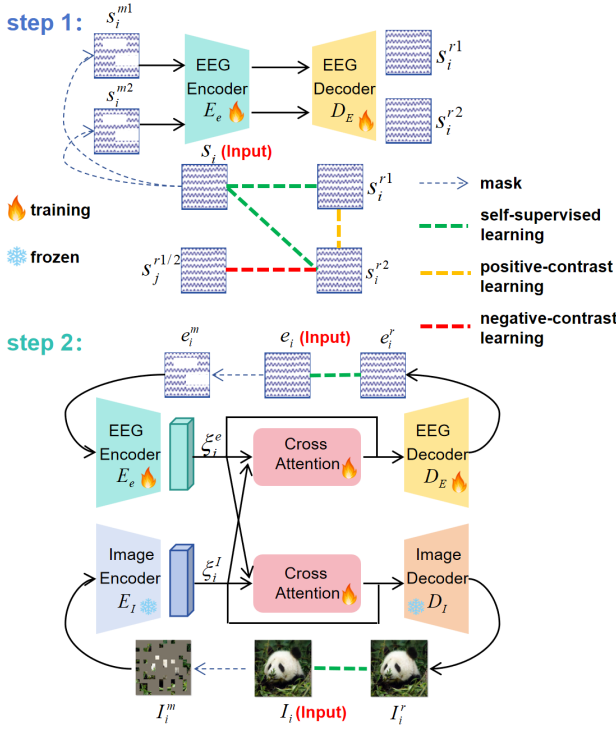 step 1:
s_i^{m1}
s_i^{m2}
EEG
Encoder
E_e
EEG
Decoder
D_E
s_i^{r1}
s_i^{r2}
s_i (Input)
s_i^{r1}
s_j^{r1/2}
s_i^{r2}
training
frozen
mask
self-supervised
learning
positive-contrast
learning
negative-contrast
learning
step 2:
e_i^m
e_i (Input)
e_i^r
EEG
Encoder
E_e
ξ_i^e
Cross
Attention
EEG
Decoder
D_E
Image
Encoder
E_I
ξ_i^I
Cross
Attention
Image
Decoder
D_I
I_i^m
I_i (Input)
I_i^r